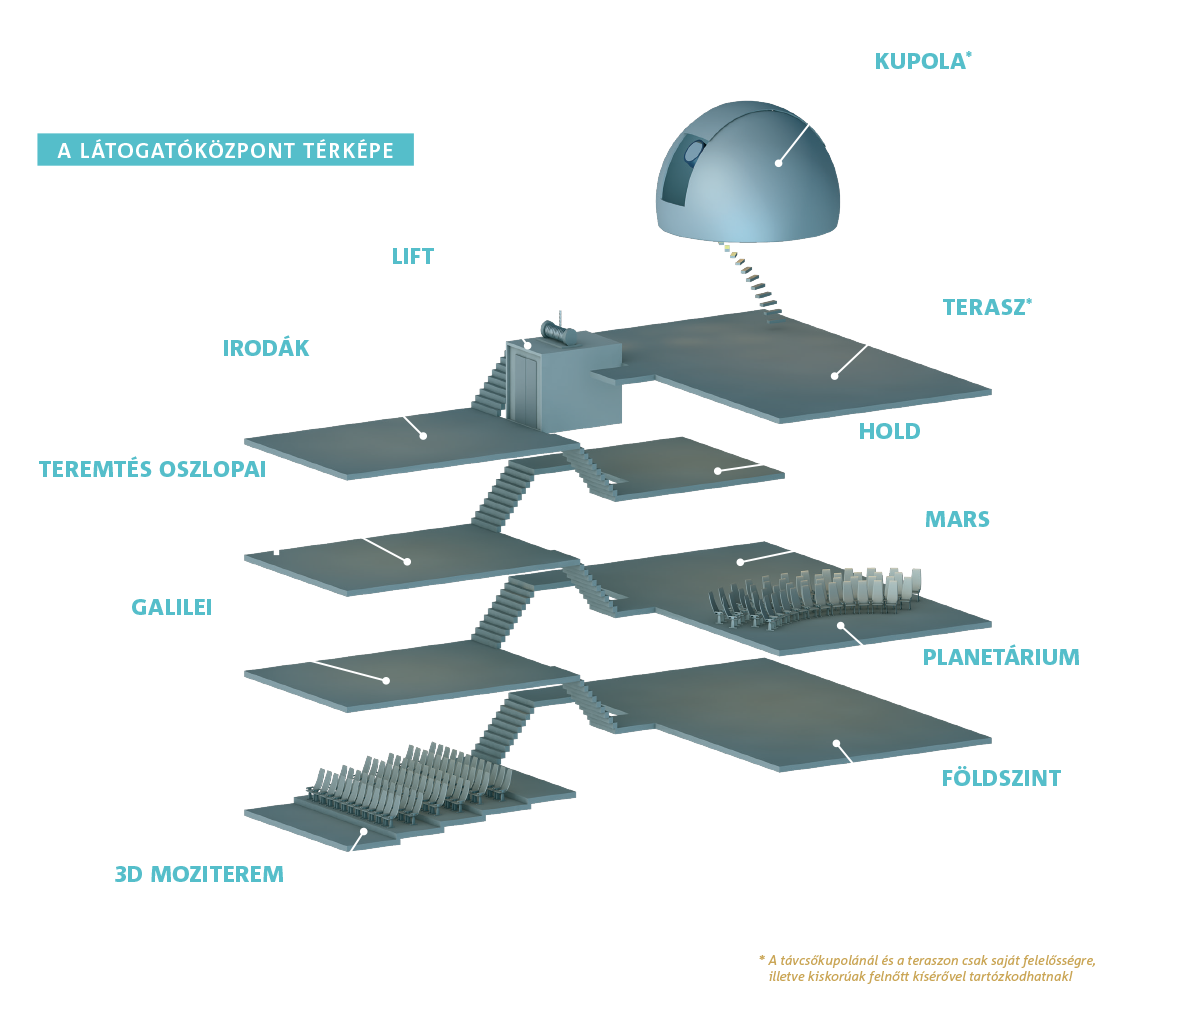 KUPOLA*
A LÁTOGATÓKÖZPONT TÉRKÉPE
LIFT
TERASZ*
IRODÁK
HOLD
TEREMTÉS OSZLOPAI
MARS
GALILEI
PLANETÁRIUM
FÖLDSZINT
3D MOZITEREM
* A távcsőkupolánál és a teraszon csak saját felelősségre,
illetve kiskorúak felnőtt kísérővel tartózkodhatnak!